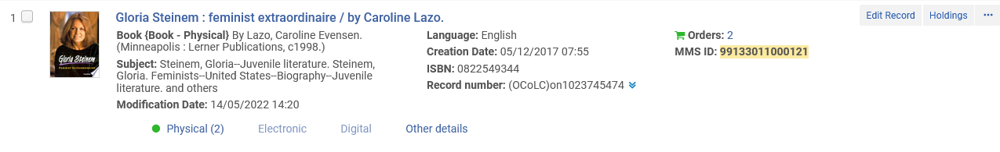 1
Gloria Steinem : feminist extraordinaire / by Caroline Lazo.
Edit Record Holdings ...
Book {Book - Physical} By Lazo, Caroline Evensen.
(Minneapolis : Lerner Publications, c1998.)
Subject: Steinem, Gloria--Juvenile literature. Steinem,
Gloria. Feminists--United States--Biography--Juvenile
literature. and others
Modification Date: 14/05/2022 14:20
Language: English
Creation Date: 05/12/2017 07:55
ISBN: 0822549344
Record number: (OCoLC)on1023745474
Orders: 2
MMS ID: 99133011000121
Gloria Steinem
FEMINIST EXTRAORDINAIRE
Physical (2) Electronic Digital Other details